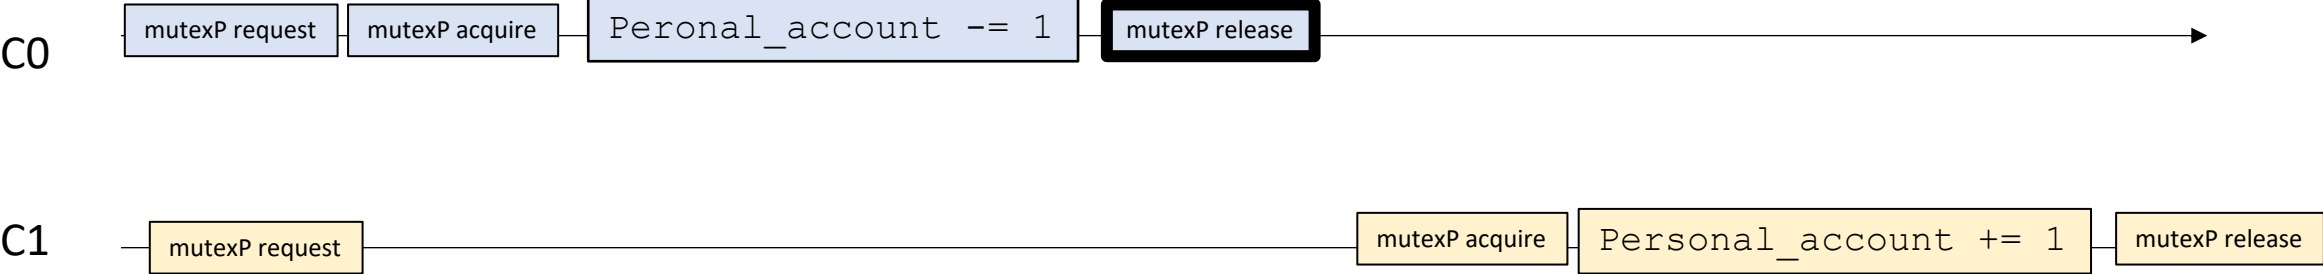 C0
mutexP request
mutexP acquire
Peronal_account -= 1
mutexP release
C1
mutexP request
mutexP acquire
Personal_account += 1
mutexP release